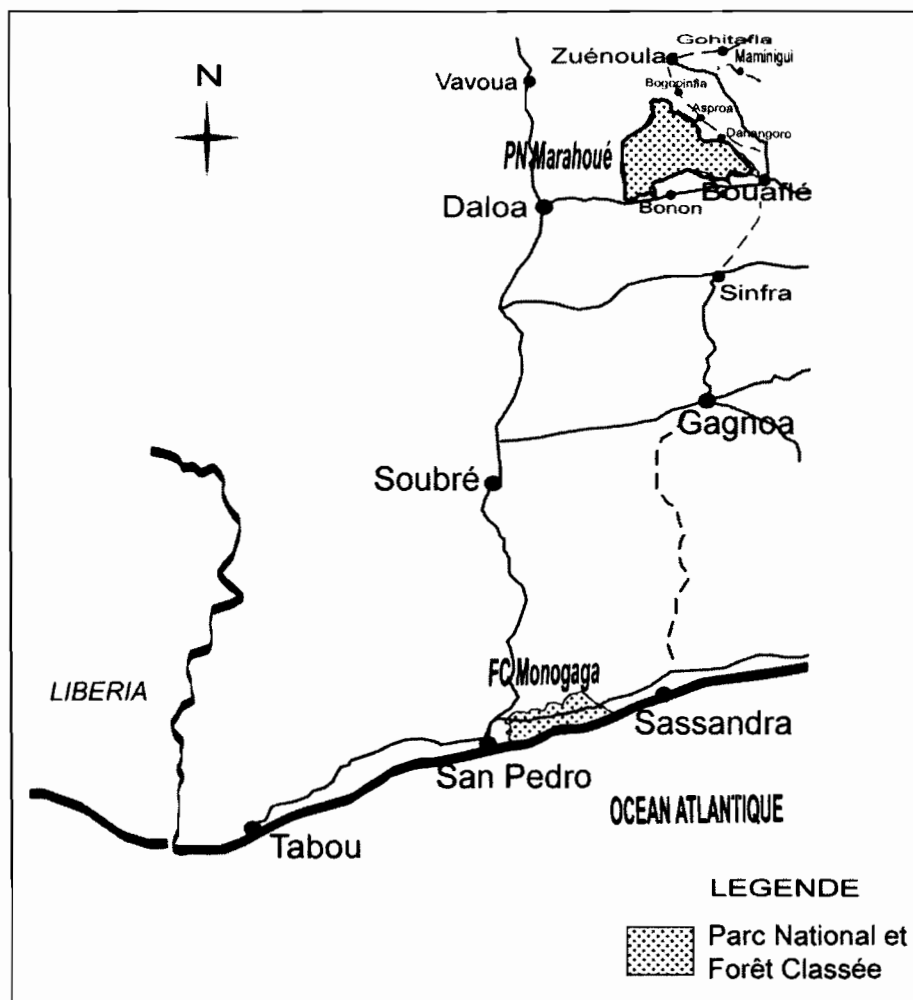 N
Gohitafla
Zuénoula
Maminigui
Vavoua
Bogopinfla
Asproa
Danangoro
PN Marahoué
Bouaflé
Daloa
Bonon
Sinfra
Gagnoa
Soubré
FC Monogaga
LIBERIA
Sassandra
San Pedro
OCEAN ATLANTIQUE
Tabou
LEGENDE
Parc National et
Forêt Classée